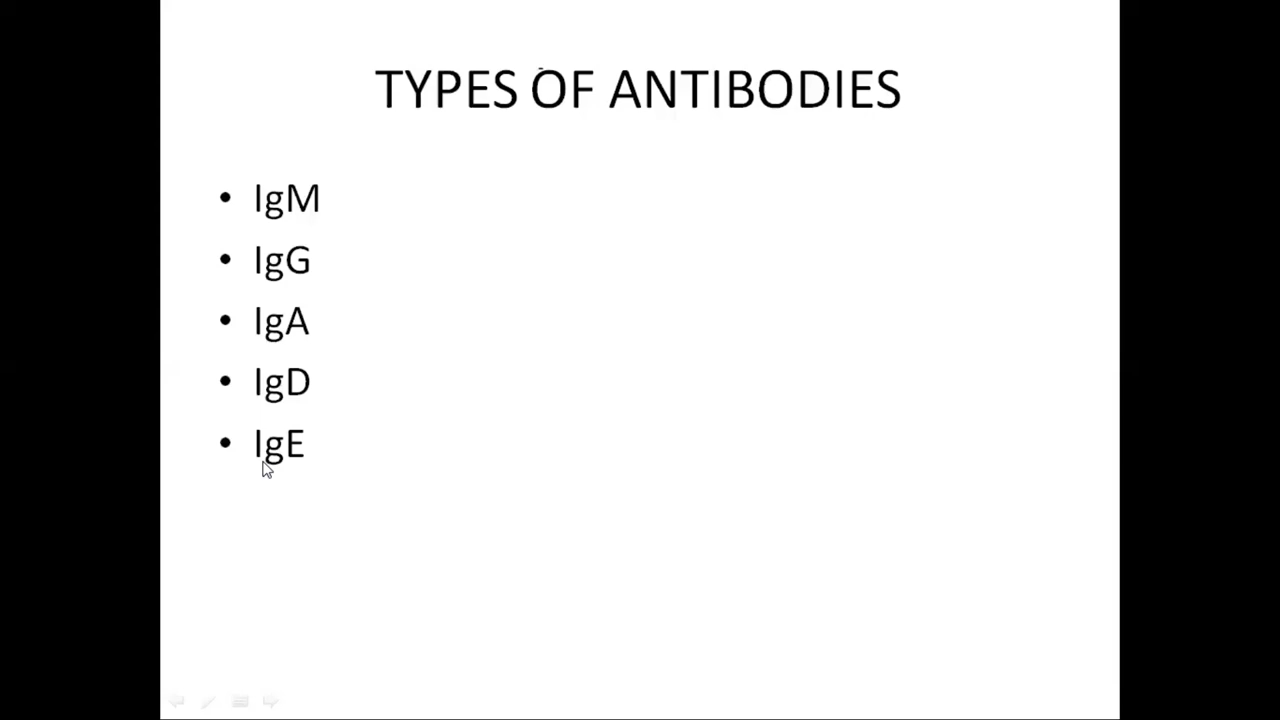 TYPES OF ANTIBODIES
• IgM
• IgG
• IgA
• IgD
• IgE